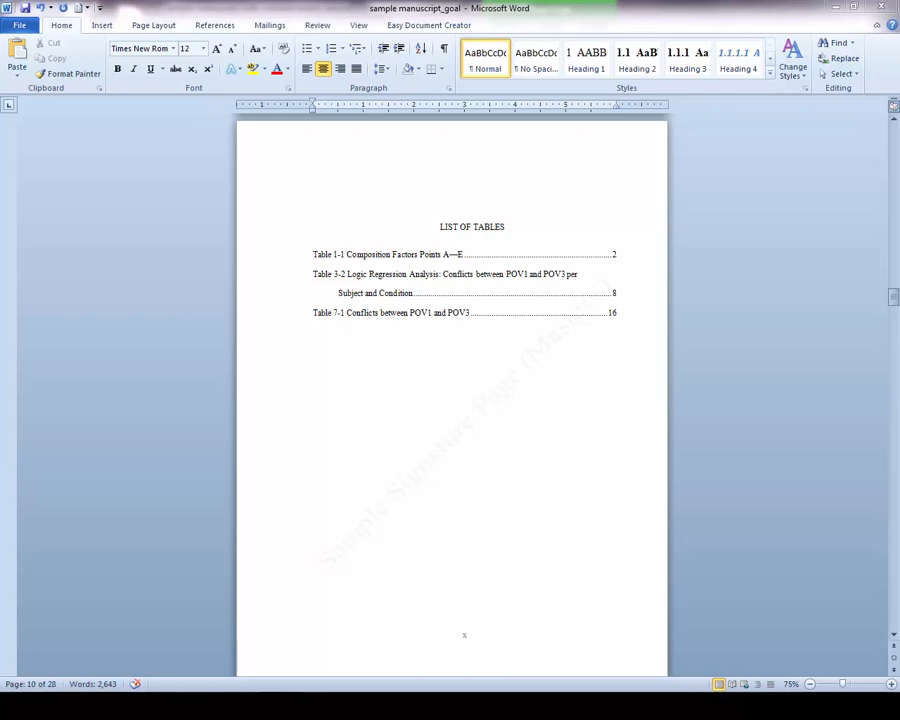 sample manuscript_goal - Microsoft Word
File Home Insert Page Layout References Mailings Review View Easy Document Creator
Paste
Cut
Copy
Format Painter
Clipboard
Times New Rom 12
Font
Paragraph
AaBbCcDc AaBbCcDc 1 AABB 1.1 AaB 1.1.1 Aa 1.1.1.1 A
¶ Normal ¶ No Spaci... Heading 1 Heading 2 Heading 3 Heading 4
Change Styles
Styles
Find
Replace
Select
Editing
LIST OF TABLES
Table 1-1 Composition Factors Points A—E 2
Table 3-2 Logic Regression Analysis: Conflicts between POV1 and POV3 per
Subject and Condition 8
Table 7-1 Conflicts between POV1 and POV3 16
Sample Signature Page
x
Page: 10 of 28 Words: 2,643 75%